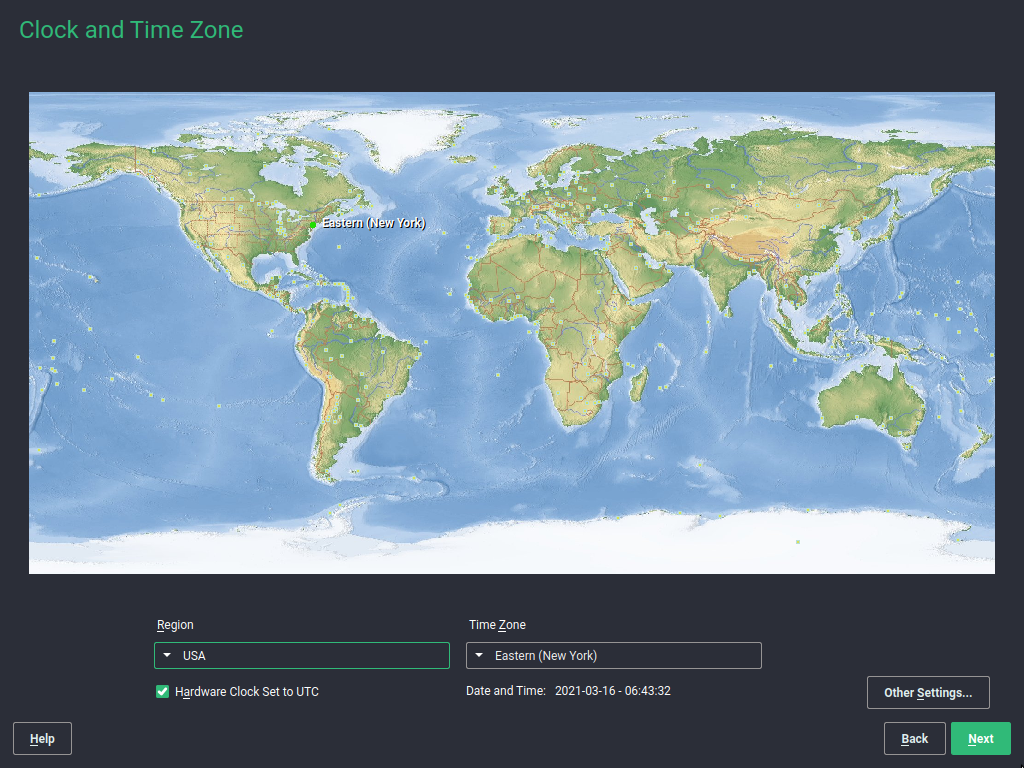 Clock and Time Zone
Eastern (New York)
Region
Time Zone
USA
Eastern (New York)
Hardware Clock Set to UTC
Date and Time: 2021-03-16 - 06:43:32
Other Settings...
Help
Back
Next